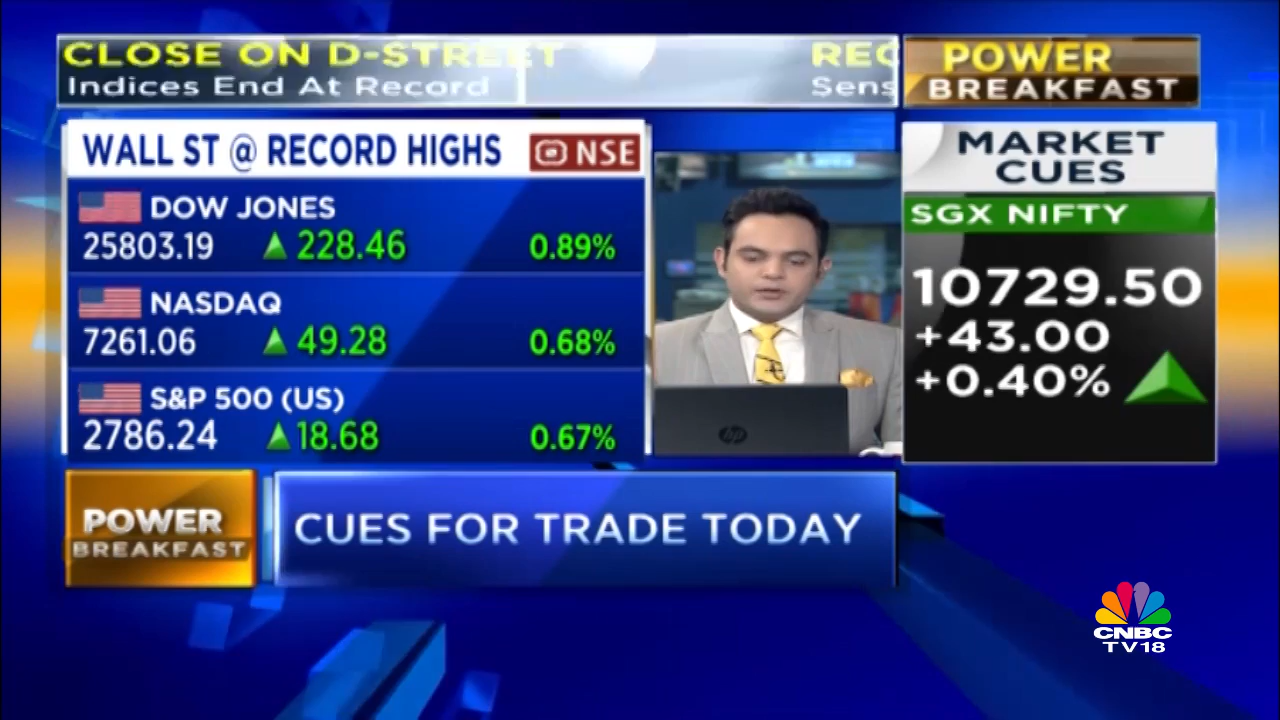 CLOSE ON D-STREET
Indices End At Record
REC
Sens
POWER
BREAKFAST
WALL ST @ RECORD HIGHS
NSE
DOW JONES
25803.19 ▲ 228.46 0.89%
NASDAQ
7261.06 ▲ 49.28 0.68%
S&P 500 (US)
2786.24 ▲ 18.68 0.67%
MARKET
CUES
SGX NIFTY
10729.50
+43.00
+0.40%
hp
POWER
BREAKFAST
CUES FOR TRADE TODAY
CNBC
TV18